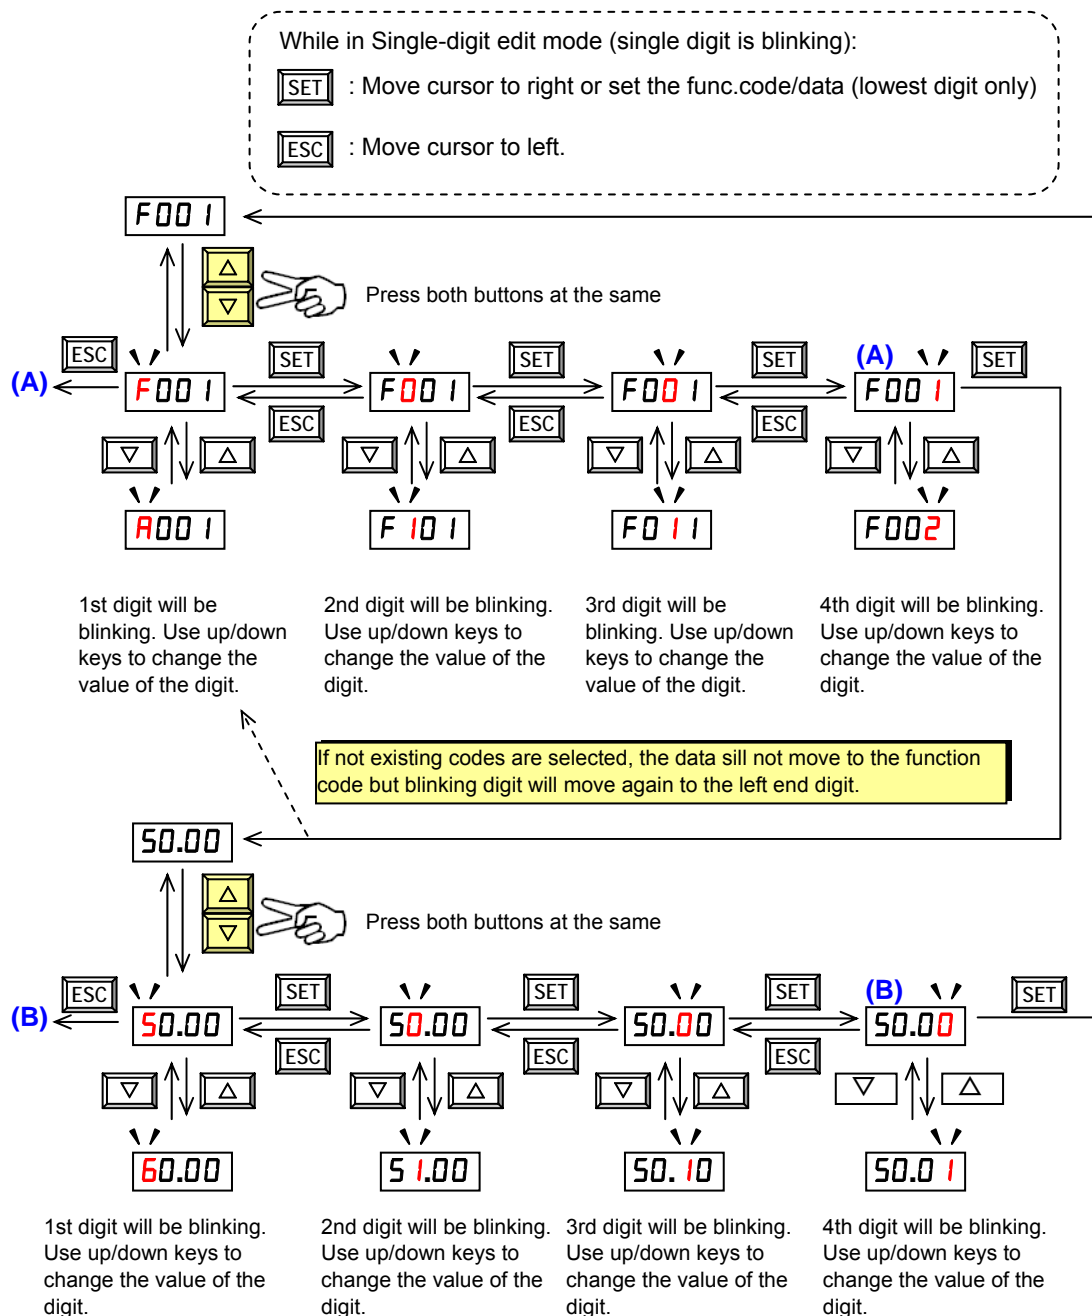 While in Single-digit edit mode (single digit is blinking):
SET : Move cursor to right or set the func.code/data (lowest digit only)
ESC : Move cursor to left.
F001
Press both buttons at the same
ESC SET SET SET (A) SET
(A) F001 F001 F001 F001
ESC ESC ESC
A001 F101 F011 F002
1st digit will be
blinking. Use up/down
keys to change the
value of the digit.
2nd digit will be blinking.
Use up/down keys to
change the value of the
digit.
3rd digit will be
blinking. Use up/down
keys to change the
value of the digit.
4th digit will be blinking.
Use up/down keys to
change the value of the
digit.
If not existing codes are selected, the data sill not move to the function
code but blinking digit will move again to the left end digit.
50.00
Press both buttons at the same
ESC SET SET SET (B) SET
(B) 50.00 50.00 50.00 50.00
ESC ESC ESC
60.00 51.00 50.10 50.01
1st digit will be blinking.
Use up/down keys to
change the value of the
digit.
2nd digit will be blinking.
Use up/down keys to
change the value of the
digit.
3rd digit will be blinking.
Use up/down keys to
change the value of the
digit.
4th digit will be blinking.
Use up/down keys to
change the value of the
digit.